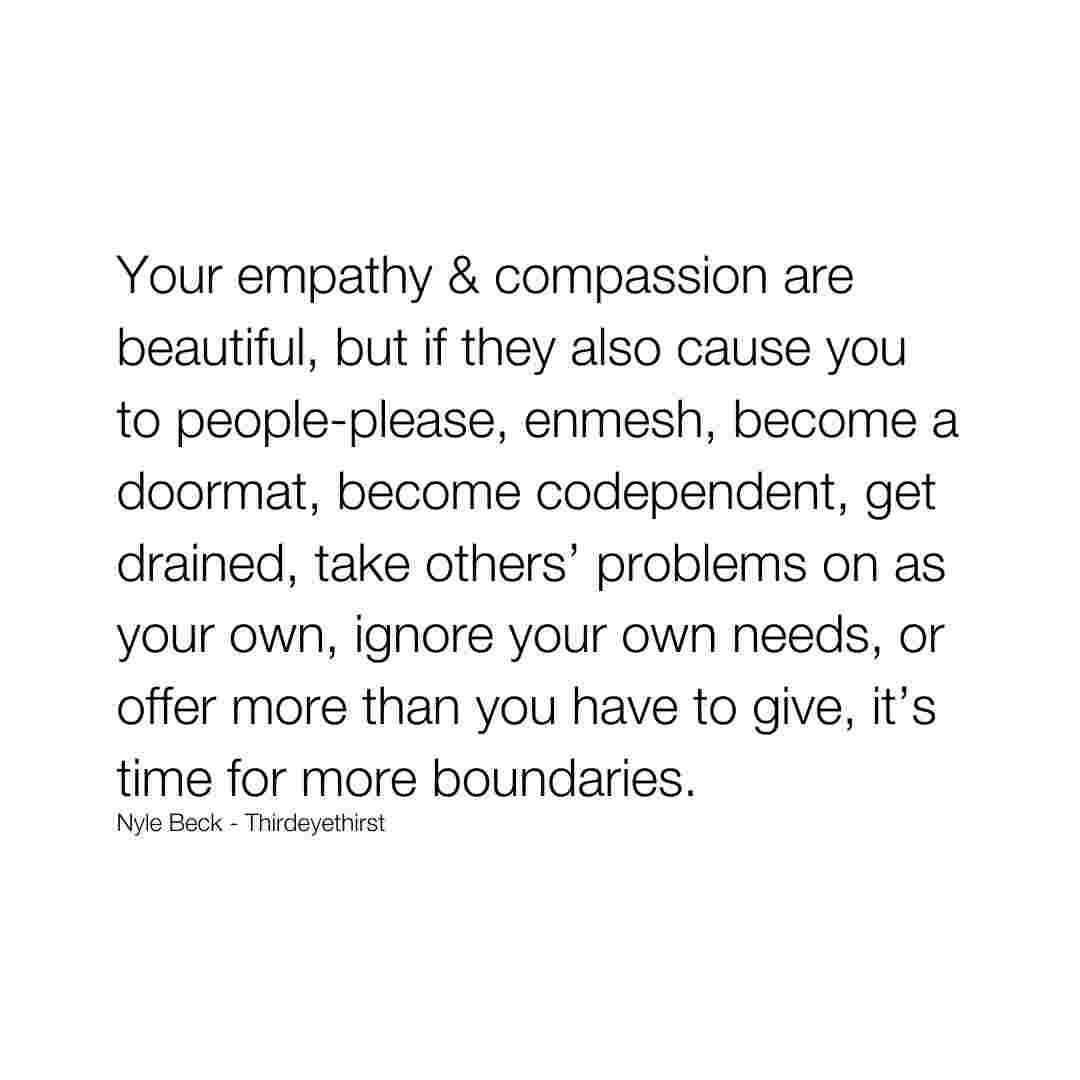 Your empathy & compassion are
beautiful, but if they also cause you
to people-please, enmesh, become a
doormat, become codependent, get
drained, take others’ problems on as
your own, ignore your own needs, or
offer more than you have to give, it’s
time for more boundaries.
Nyle Beck - Thirdeyethirst